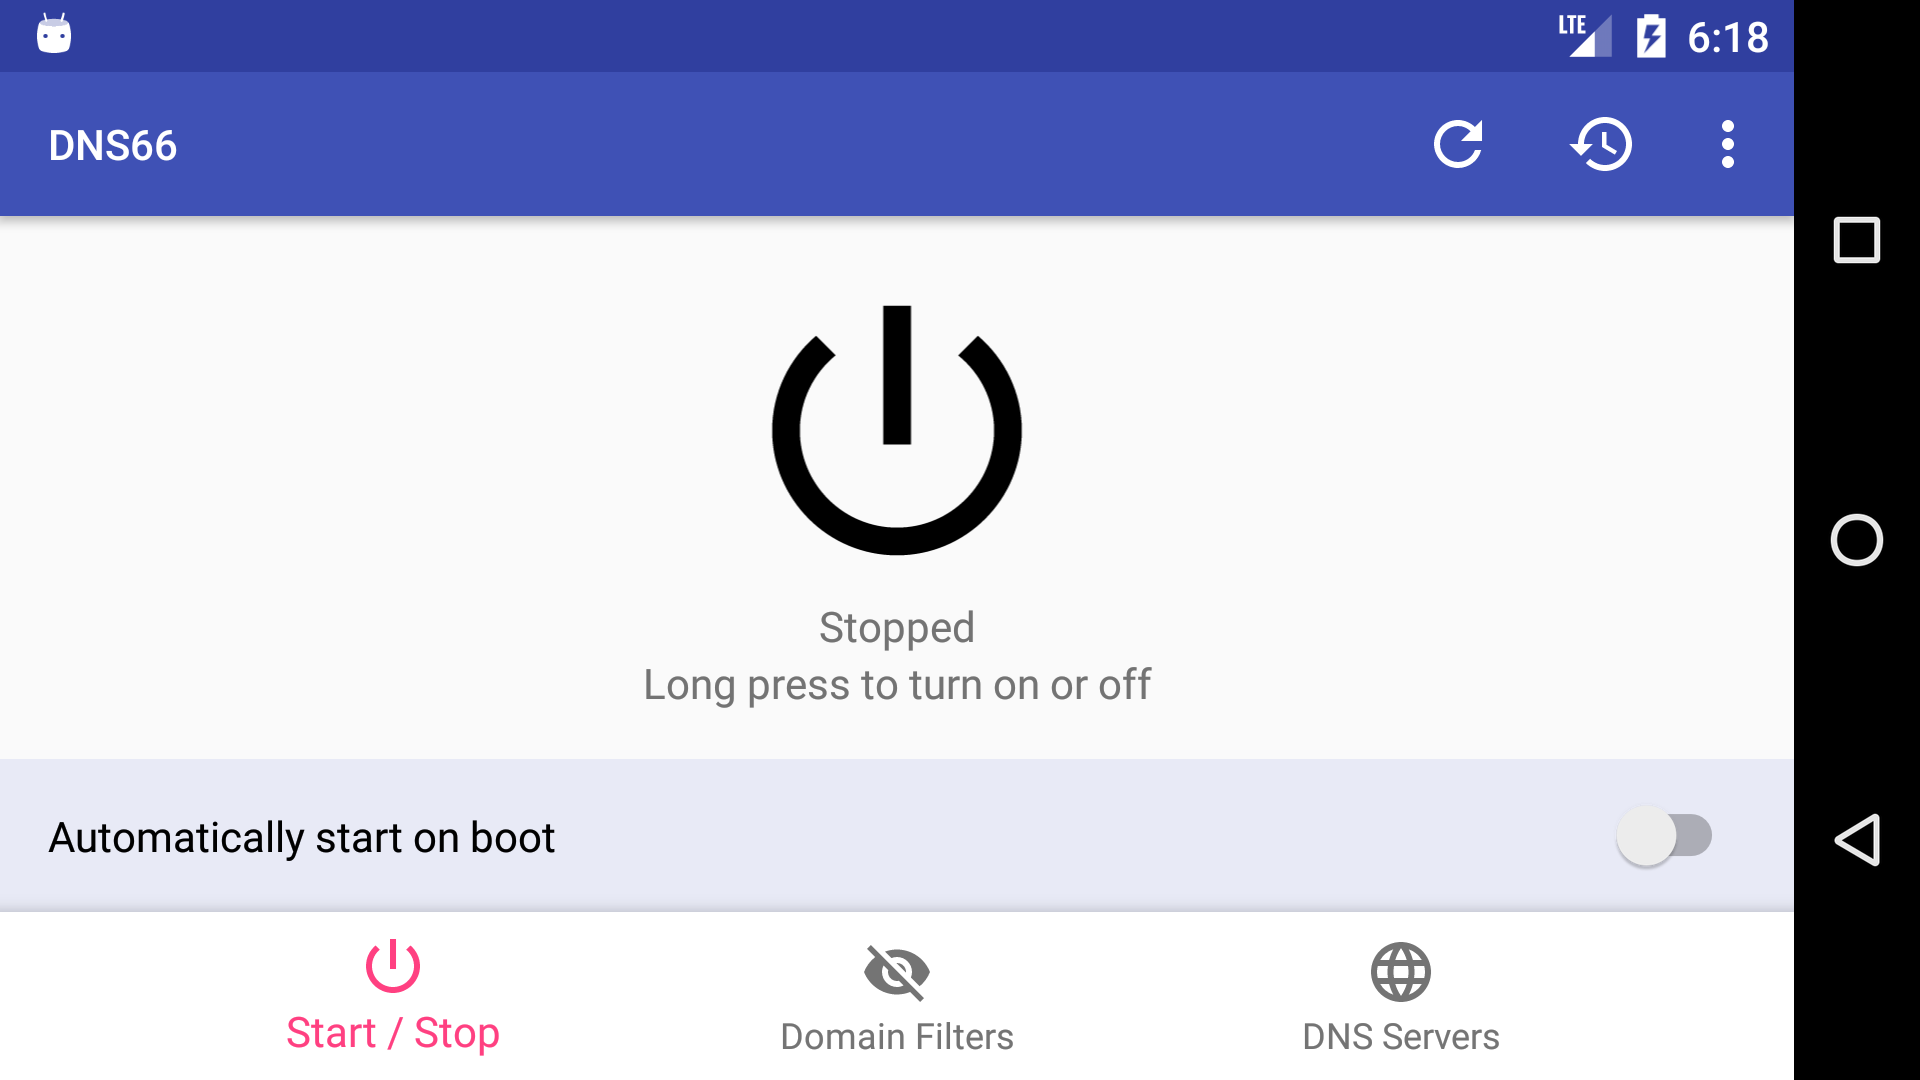 LTE 6:18
DNS66
Stopped
Long press to turn on or off
Automatically start on boot
Start / Stop
Domain Filters
DNS Servers